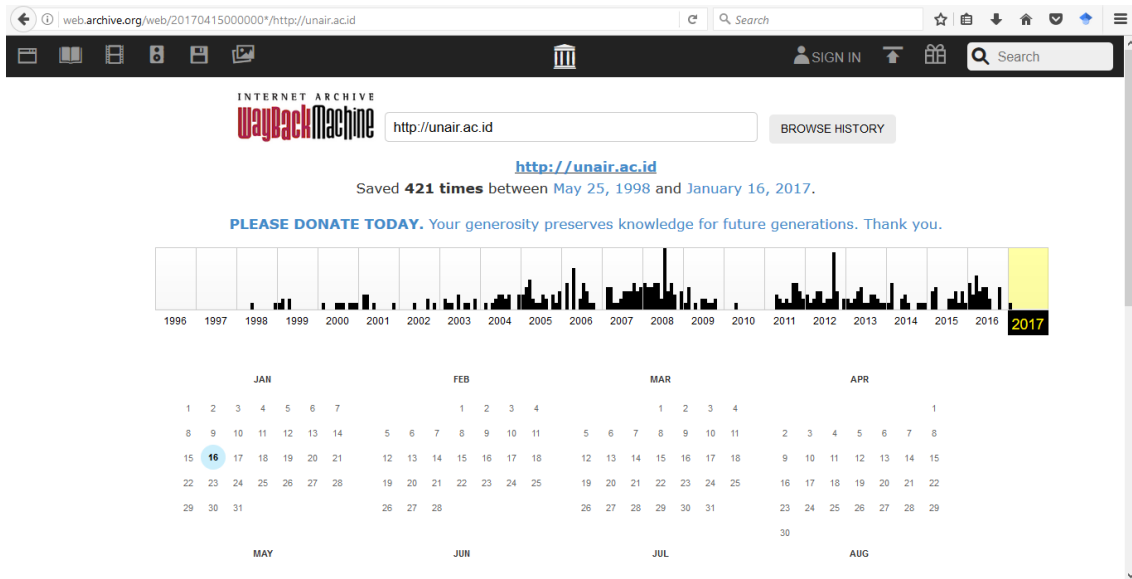 web.archive.org/web/20170415000000*/http://unair.ac.id Search
SIGN IN Search
INTERNET ARCHIVE
WayBackMachine
http://unair.ac.id BROWSE HISTORY
http://unair.ac.id
Saved 421 times between May 25, 1998 and January 16, 2017.
PLEASE DONATE TODAY. Your generosity preserves knowledge for future generations. Thank you.
1996 1997 1998 1999 2000 2001 2002 2003 2004 2005 2006 2007 2008 2009 2010 2011 2012 2013 2014 2015 2016 2017
JAN FEB MAR APR
1 2 3 4 5 6 7 1 2 3 4 1 2 3 4 1
8 9 10 11 12 13 14 5 6 7 8 9 10 11 5 6 7 8 9 10 11 2 3 4 5 6 7 8
15 16 17 18 19 20 21 12 13 14 15 16 17 18 12 13 14 15 16 17 18 9 10 11 12 13 14 15
22 23 24 25 26 27 28 19 20 21 22 23 24 25 19 20 21 22 23 24 25 16 17 18 19 20 21 22
29 30 31 26 27 28 26 27 28 29 30 31 23 24 25 26 27 28 29
30
MAY JUN JUL AUG